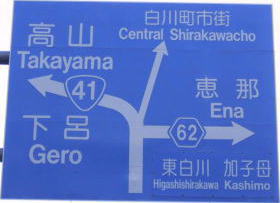 白川町市街
Central Shirakawacho
高山
Takayama
41
下呂
Gero
恵那
Ena
62
東白川 加子母
Higashishirakawa Kashimo